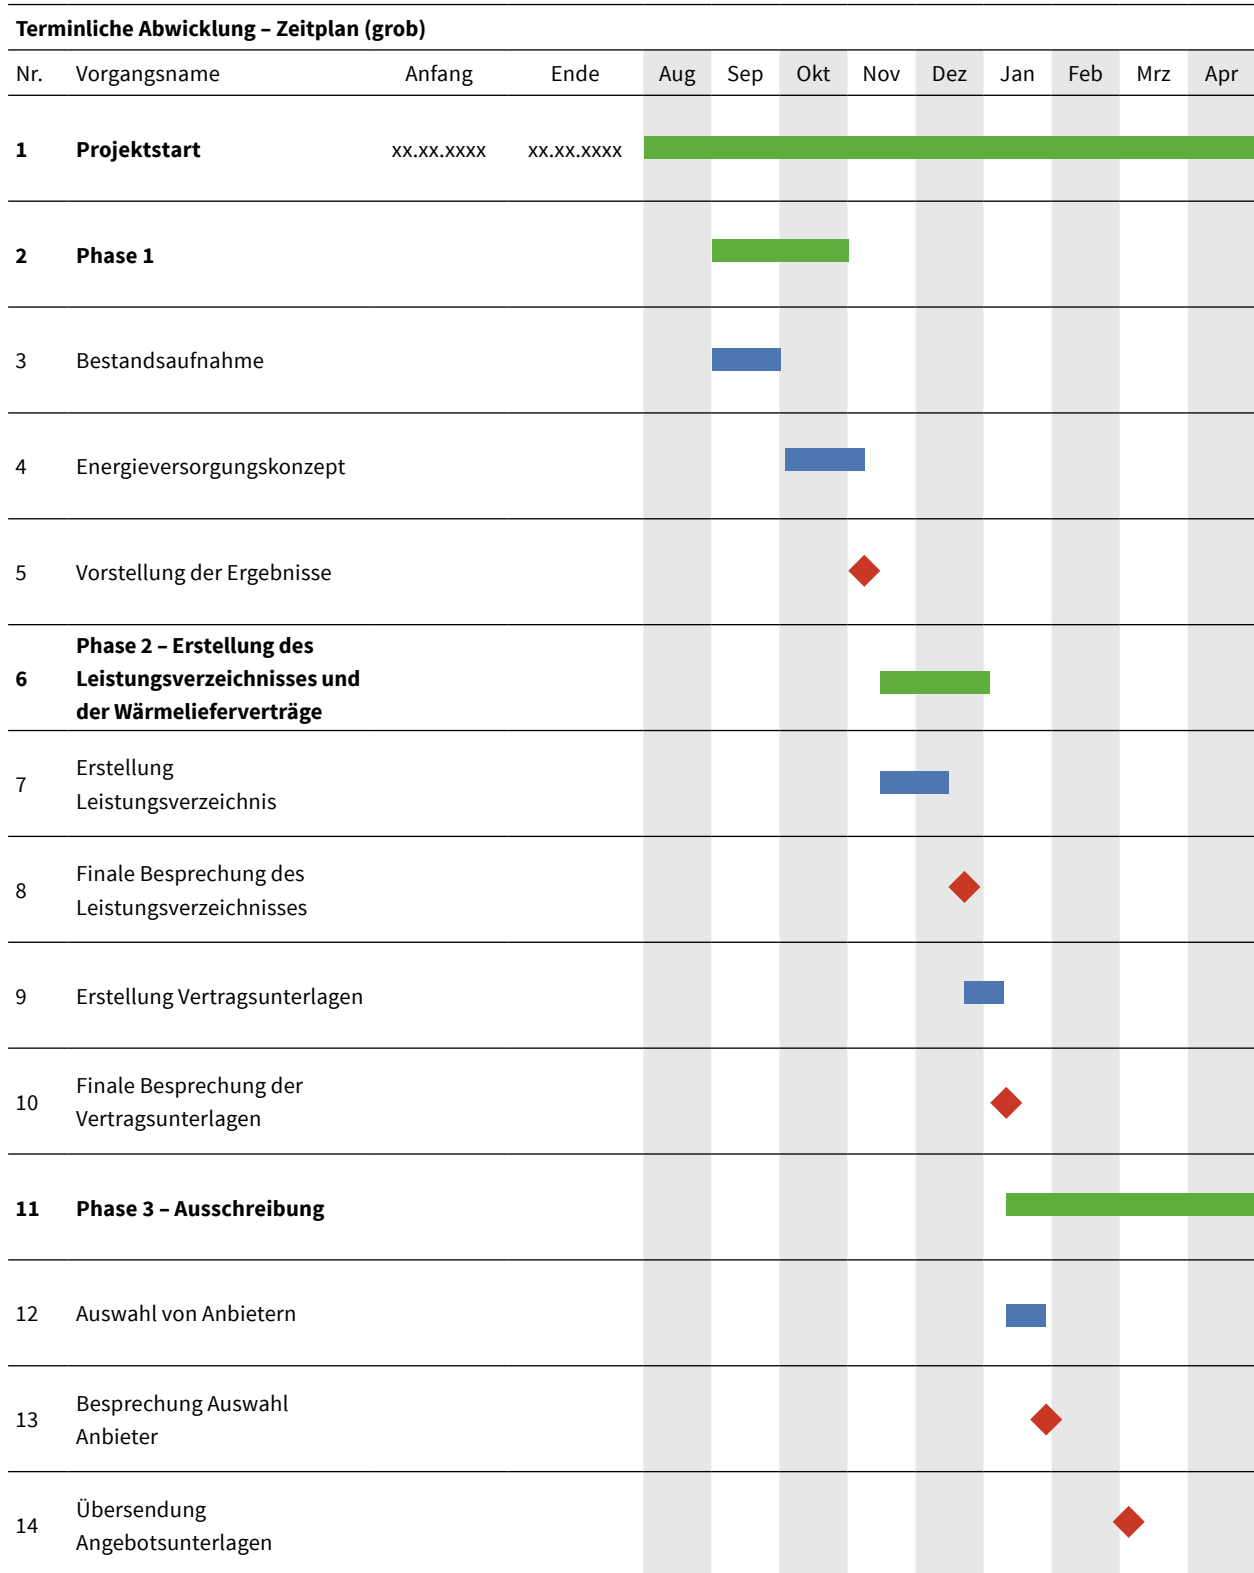 Terminliche Abwicklung – Zeitplan (grob)
Nr. Vorgangsname Anfang Ende Aug Sep Okt Nov Dez Jan Feb Mrz Apr
1 Projektstart xx.xx.xxxx xx.xx.xxxx
2 Phase 1
3 Bestandsaufnahme
4 Energieversorgungskonzept
5 Vorstellung der Ergebnisse
Phase 2 – Erstellung des
6 Leistungsverzeichnisses und
der Wärmelieferverträge
7 Erstellung
Leistungsverzeichnis
8 Finale Besprechung des
Leistungsverzeichnisses
9 Erstellung Vertragsunterlagen
10 Finale Besprechung der
Vertragsunterlagen
11 Phase 3 – Ausschreibung
12 Auswahl von Anbietern
13 Besprechung Auswahl
Anbieter
14 Übersendung
Angebotsunterlagen